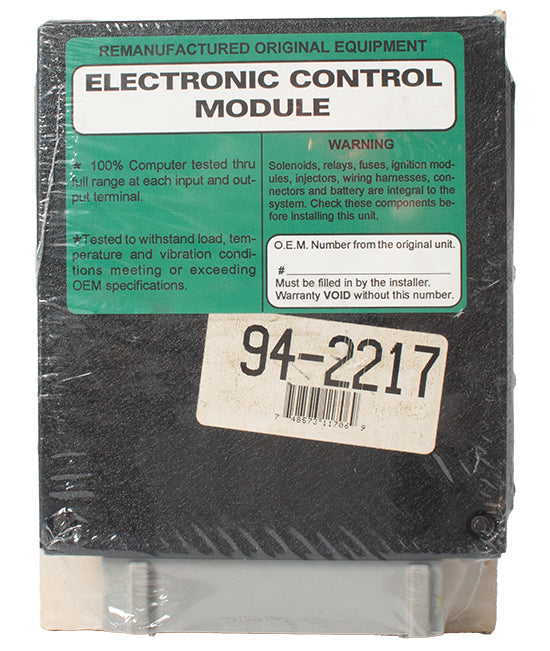 REMANUFACTURED ORIGINAL EQUIPMENT
ELECTRONIC CONTROL
MODULE
★ 100% Computer tested thru
full range at each input and out-
put terminal.
★Tested to withstand load, tem-
perature and vibration condi-
tions meeting or exceeding
OEM specifications.
WARNING
Solenoids, relays, fuses, ignition mod-
ules, injectors, wiring harnesses, con-
nectors and battery are integral to the
system. Check these components be-
fore installing this unit.
O.E.M. Number from the original unit.
#
Must be filled in by the installer.
Warranty VOID without this number.
94-2217
7 48573 11706 9